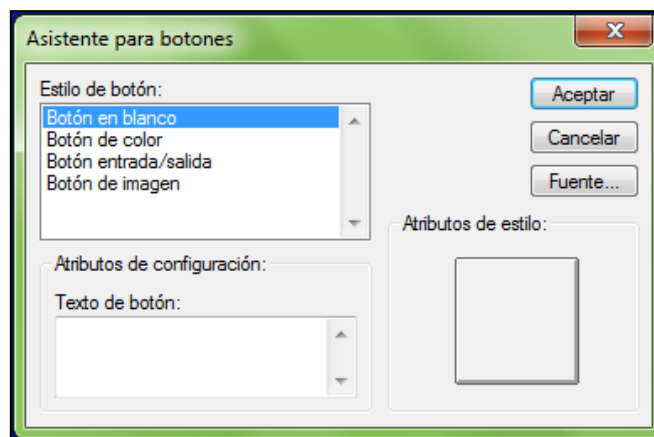 Asistente para botones
Estilo de botón:
Botón en blanco
Botón de color
Botón entrada/salida
Botón de imagen
Aceptar
Cancelar
Fuente...
Atributos de configuración:
Texto de botón:
Atributos de estilo: